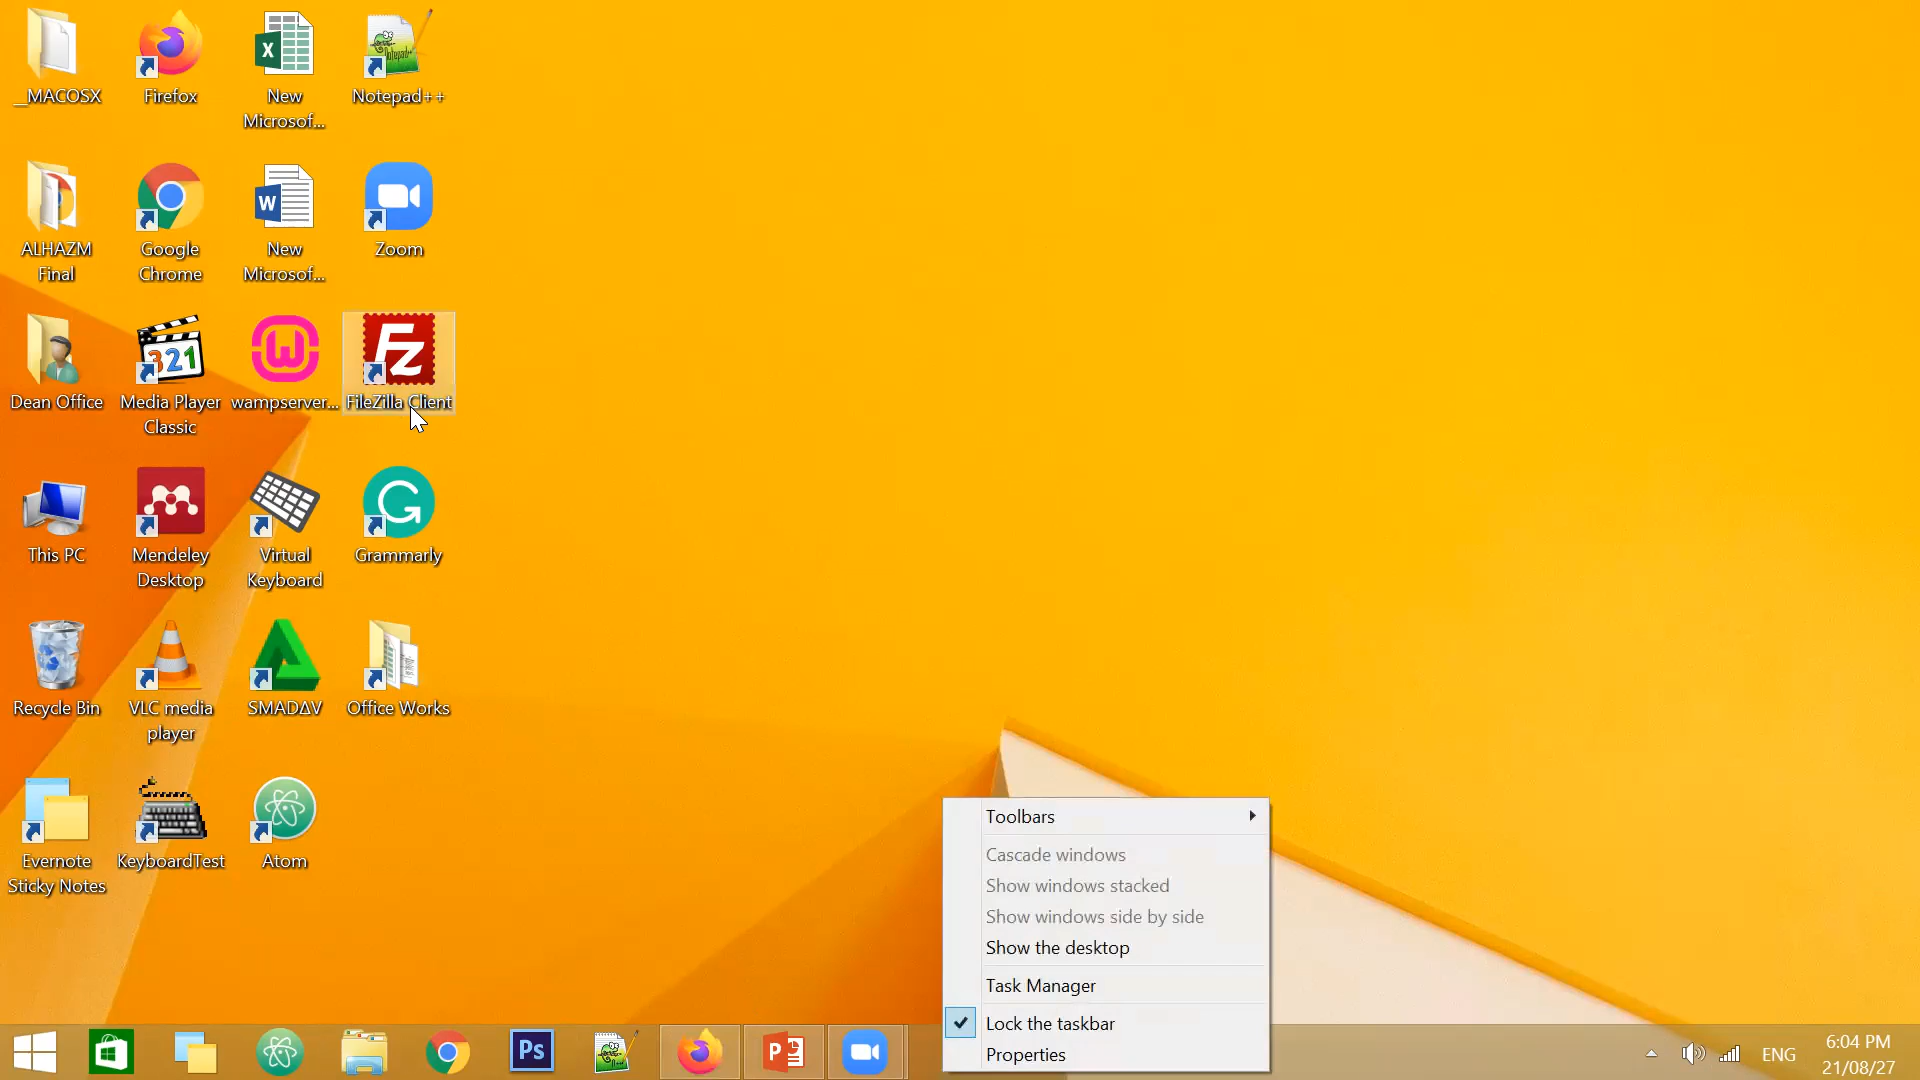 __MACOSX
Firefox
New
Microsof...
Notepad++
ALHAZM
Final
Google
Chrome
New
Microsof...
Zoom
Dean Office
Media Player
Classic
wampserver...
FileZilla Client
This PC
Mendeley
Desktop
Virtual
Keyboard
Grammarly
Recycle Bin
VLC media
player
SMADΔV
Office Works
Evernote
Sticky Notes
KeyboardTest
Atom
Toolbars
Cascade windows
Show windows stacked
Show windows side by side
Show the desktop
Task Manager
Lock the taskbar
Properties
ENG
6:04 PM
21/08/27